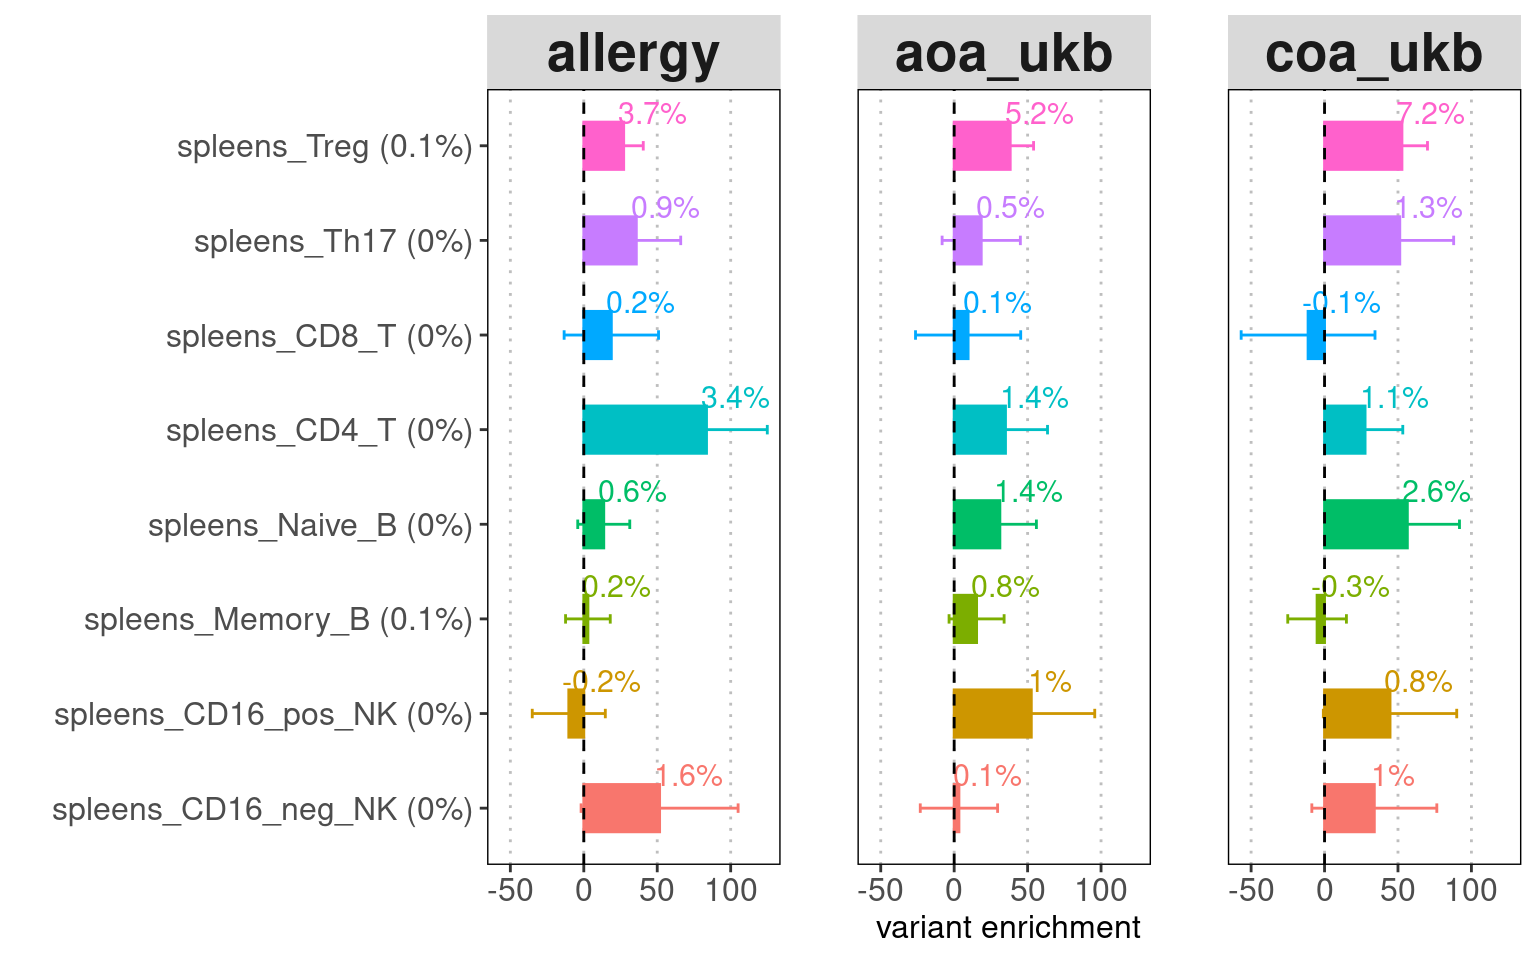 allergy aoa_ukb coa_ukb
spleens_Treg (0.1%) 3.7% 5.2% 7.2%
spleens_Th17 (0%) 0.9% 0.5% 1.3%
spleens_CD8_T (0%) 0.2% 0.1% -0.1%
spleens_CD4_T (0%) 3.4% 1.4% 1.1%
spleens_Naive_B (0%) 0.6% 1.4% 2.6%
spleens_Memory_B (0.1%) 0.2% 0.8% -0.3%
spleens_CD16_pos_NK (0%) -0.2% 1% 0.8%
spleens_CD16_neg_NK (0%) 1.6% 0.1% 1%
-50 0 50 100 -50 0 50 100 -50 0 50 100
variant enrichment